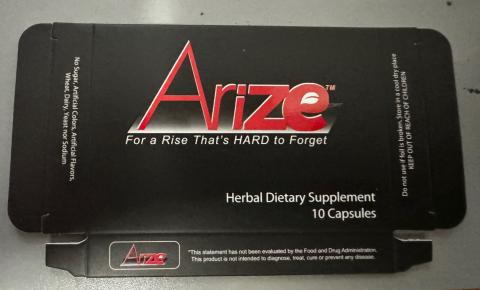 Arize™
For a Rise That's HARD to Forget
Herbal Dietary Supplement
10 Capsules
No Sugar, Artificial Colors, Artificial Flavors,
Wheat, Dairy, Yeast nor Sodium
Do not use if foil is broken. Store in a cool dry place
KEEP OUT OF REACH OF CHILDREN
Arize
*This statement has not been evaluated by the Food and Drug Administration.
This product is not intended to diagnose, treat, cure or prevent any disease.